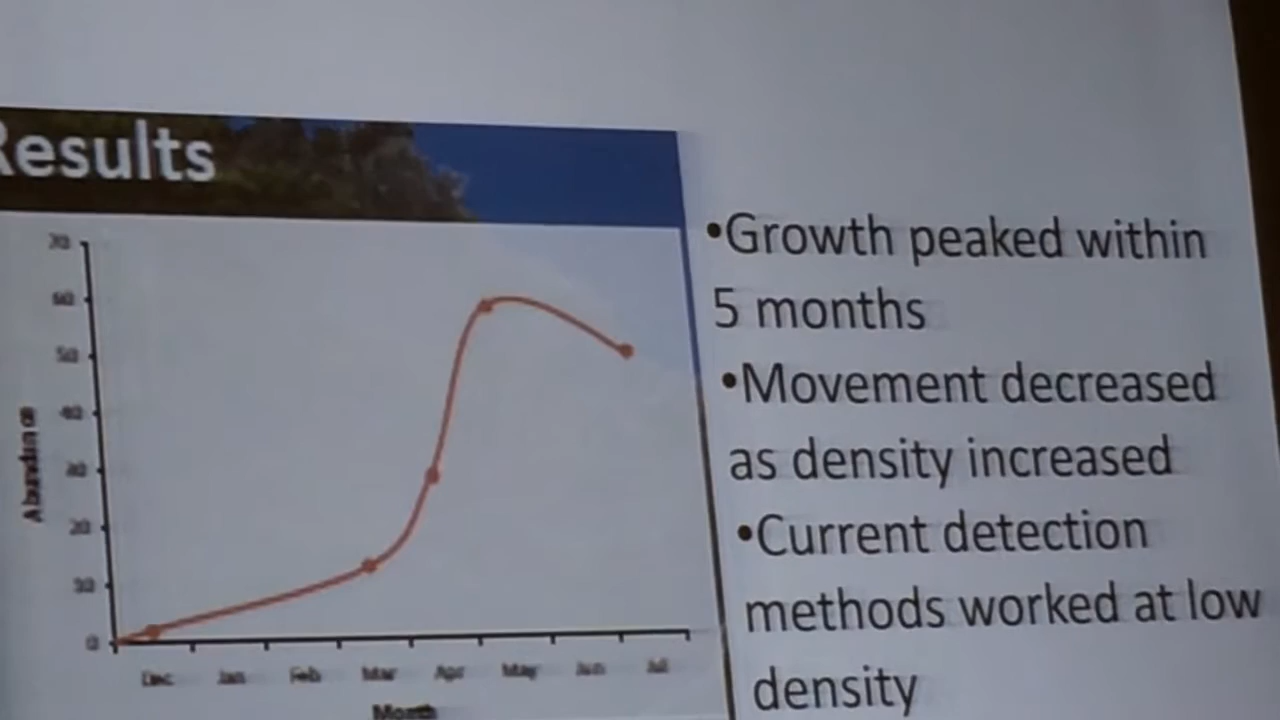 Results
70
60
50
40
30
20
10
0
Abundance
Dec Jan Feb Mar Apr May Jun Jul
Month
•Growth peaked within
5 months
•Movement decreased
as density increased
•Current detection
methods worked at low
density